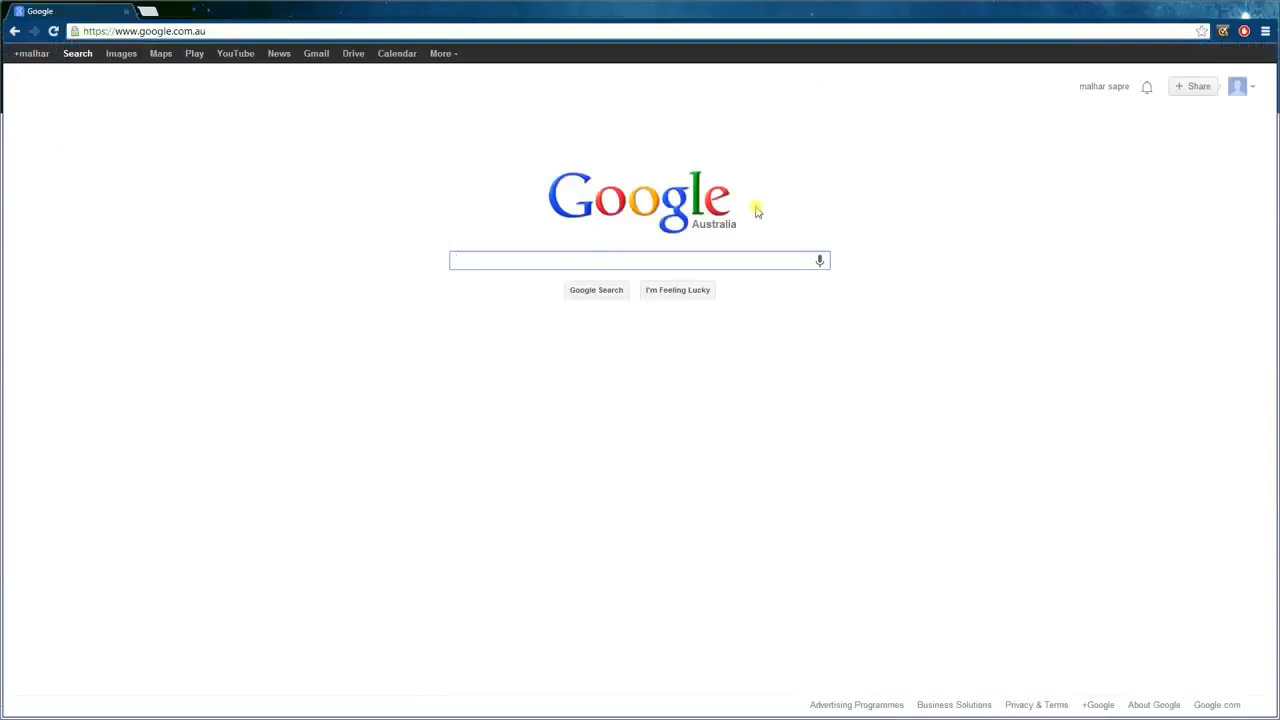 Google
https://www.google.com.au
+malhar Search Images Maps Play YouTube News Gmail Drive Calendar More
malhar sapre + Share
Google
Australia
Google Search I'm Feeling Lucky
Advertising Programmes Business Solutions Privacy & Terms +Google About Google Google.com